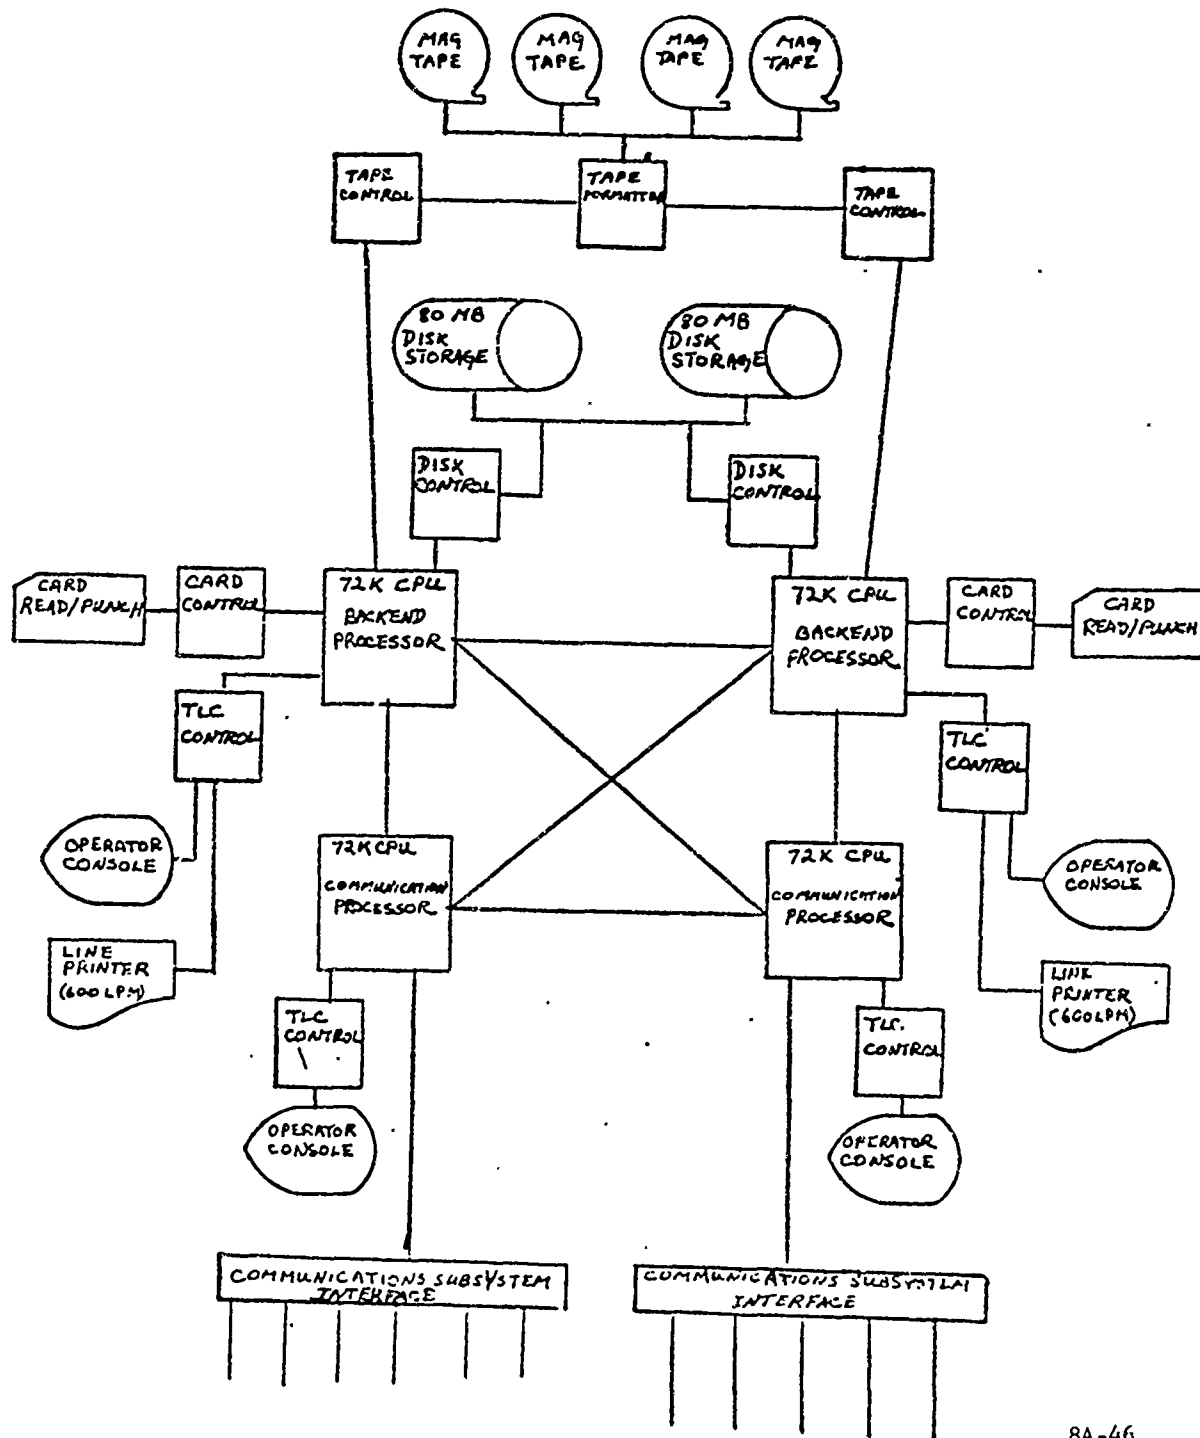 MAG
TAPE
MAG
TAPE
MAG
TAPE
MAG
TAPE
TAPE
CONTROL
TAPE
FORMATTER
TAPE
CONTROL
80 MB
DISK
STORAGE
80 MB
DISK
STORAGE
DISK
CONTROL
DISK
CONTROL
CARD
READ/PUNCH
CARD
CONTROL
72K CPU
BACKEND
PROCESSOR
72K CPU
BACKEND
PROCESSOR
CARD
CONTROL
CARD
READ/PUNCH
TLC
CONTROL
TLC
CONTROL
OPERATOR
CONSOLE
72K CPU
COMMUNICATION
PROCESSOR
72K CPU
COMMUNICATION
PROCESSOR
OPERATOR
CONSOLE
LINE
PRINTER
(600 LPM)
LINE
PRINTER
(600 LPM)
TLC
CONTROL
TLC.
CONTROL
OPERATOR
CONSOLE
OPERATOR
CONSOLE
COMMUNICATIONS SUBSYSTEM
INTERFACE
COMMUNICATIONS SUBSYSTEM
INTERFACE
8A-46